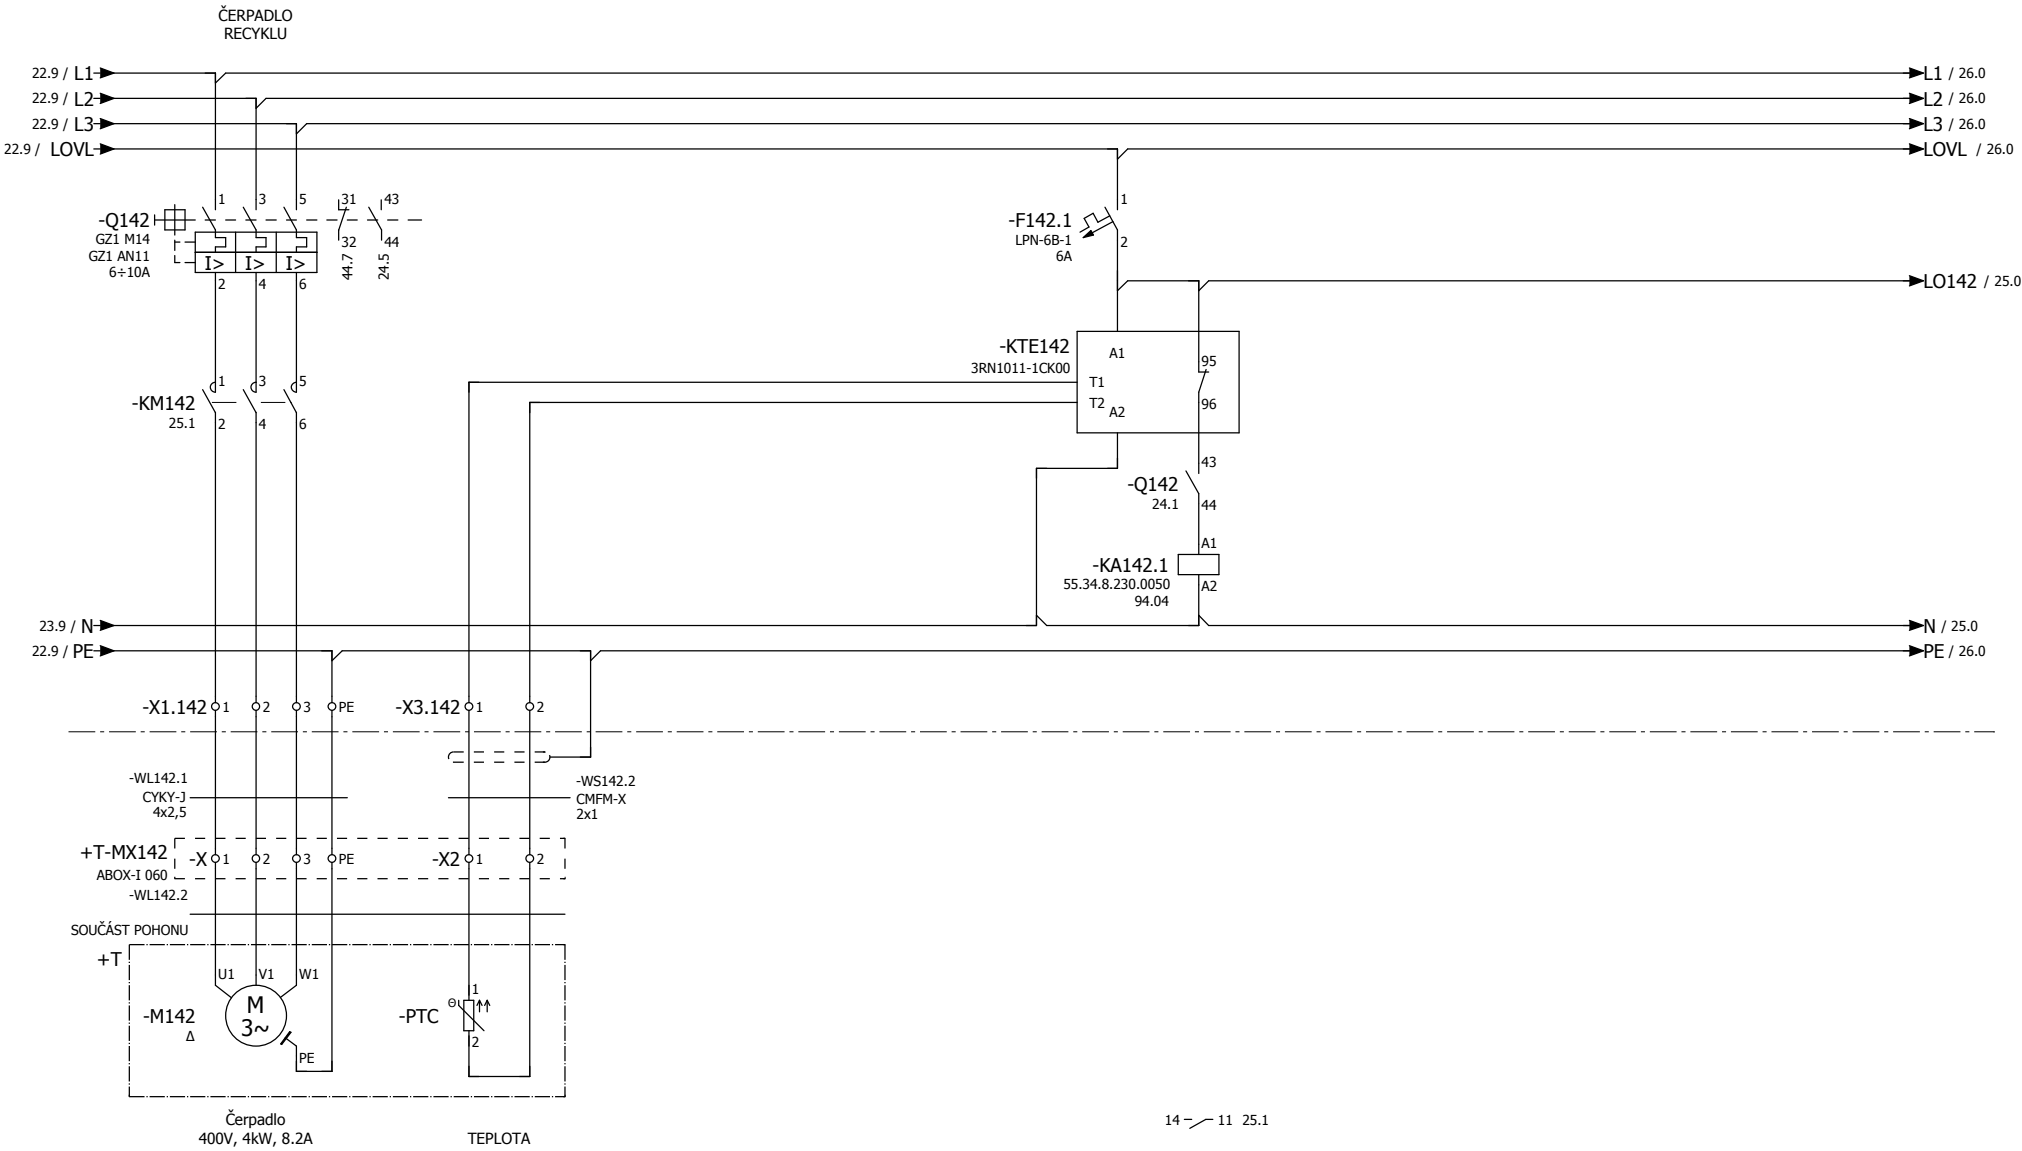 ČERPADLO
RECYKLU
22.9 / L1
L1 / 26.0
22.9 / L2
L2 / 26.0
22.9 / L3
L3 / 26.0
22.9 / LOVL
LOVL / 26.0
1 3 5 31 43
-Q142
GZ1 M14
GZ1 AN11
6÷10A
I> I> I>
2 4 6
32 44
44.7
24.5
1
-F142.1
LPN-6B-1
6A
2
LO142 / 25.0
-KTE142
3RN1011-1CK00
A1
T1
T2
A2
95
96
1 3 5
-KM142
25.1
2 4 6
43
-Q142
24.1
44
A1
-KA142.1
55.34.8.230.0050
94.04
A2
23.9 / N
N / 25.0
22.9 / PE
PE / 26.0
-X1.142 1 2 3 PE
-X3.142 1 2
-WL142.1
CYKY-J
4x2,5
-WS142.2
CMFM-X
2x1
+T-MX142
ABOX-I 060
-X 1 2 3 PE
-X2 1 2
-WL142.2
SOUČÁST POHONU
+T
U1 V1 W1
-M142
Δ
M
3~
PE
-PTC
Θ
1
2
Čerpadlo
400V, 4kW, 8.2A
TEPLOTA
14 11 25.1